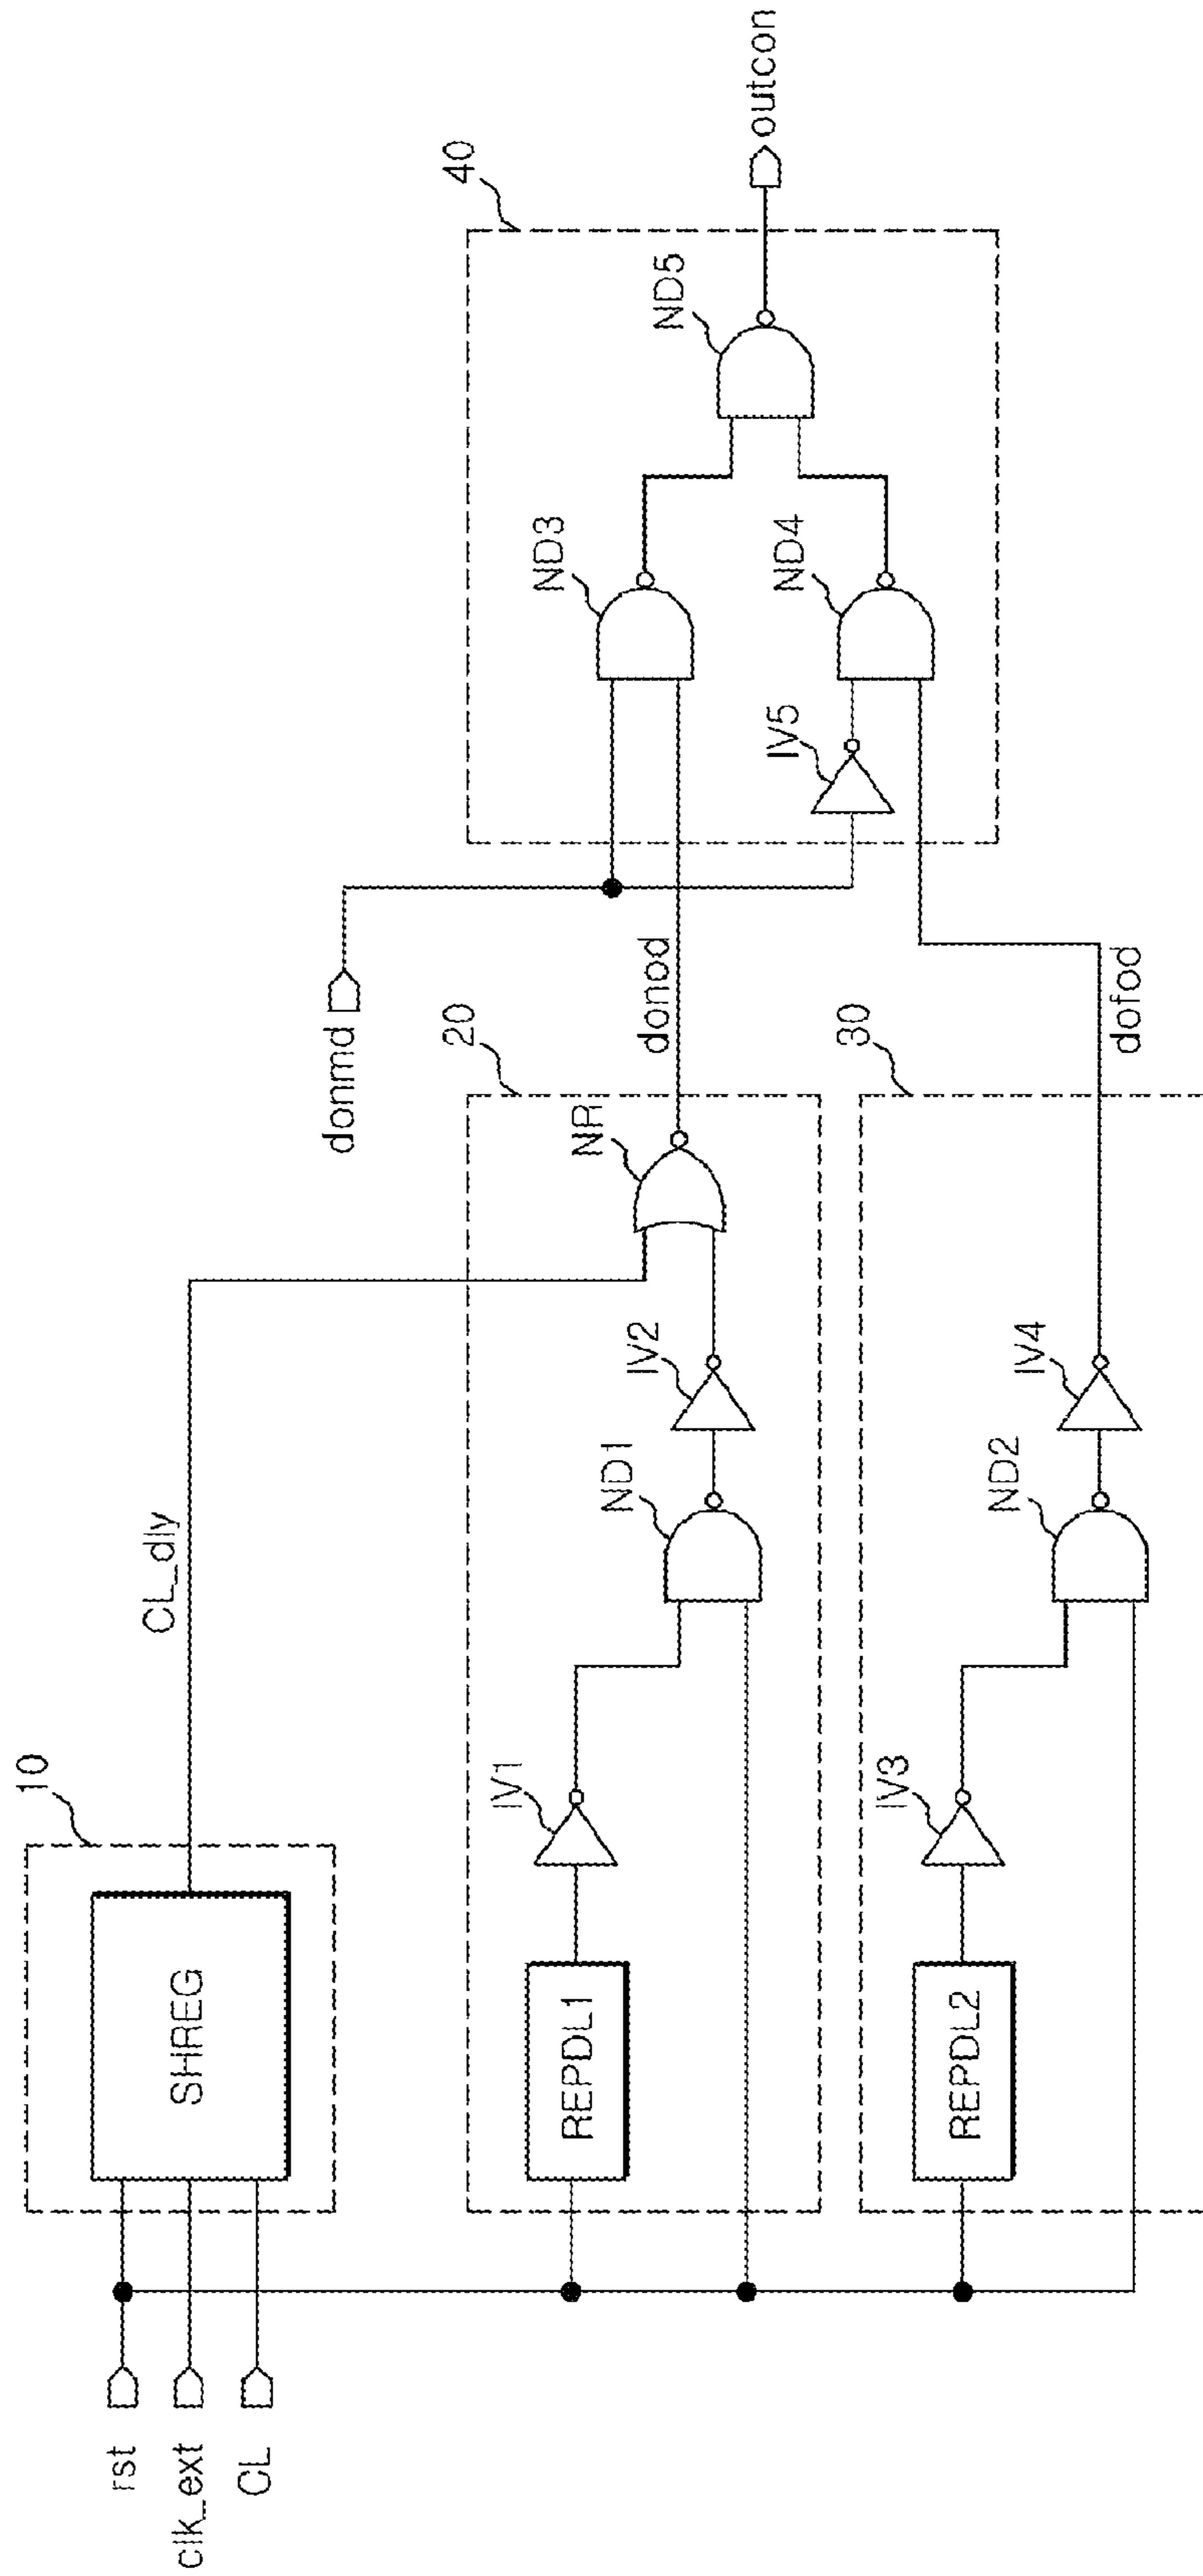 10
rst
clk_ext
CL
SHREG
CL_dly
donmd
20
REPDL1
IV1
ND1
IV2
NR
donod
30
REPDL2
IV3
ND2
IV4
dofod
40
ND3
IV5
ND4
ND5
outcon